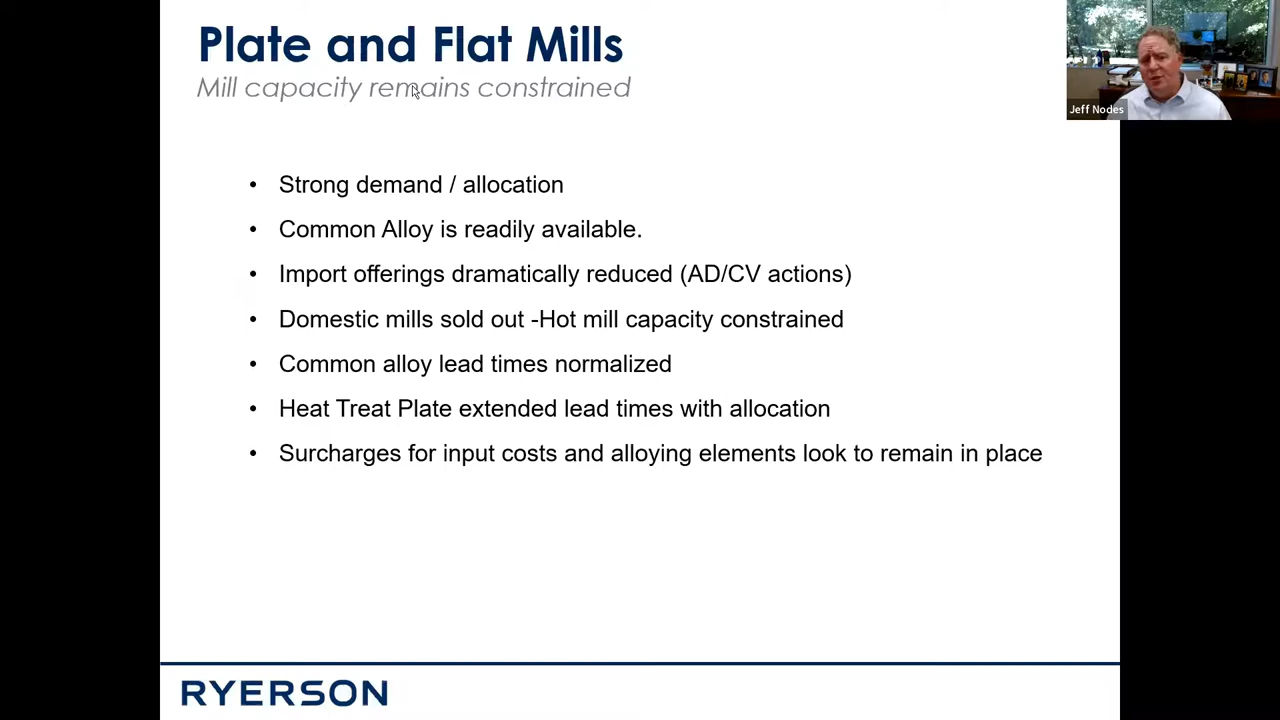 Plate and Flat Mills
Mill capacity remains constrained
Jeff Nodes
• Strong demand / allocation
• Common Alloy is readily available.
• Import offerings dramatically reduced (AD/CV actions)
• Domestic mills sold out -Hot mill capacity constrained
• Common alloy lead times normalized
• Heat Treat Plate extended lead times with allocation
• Surcharges for input costs and alloying elements look to remain in place
RYERSON